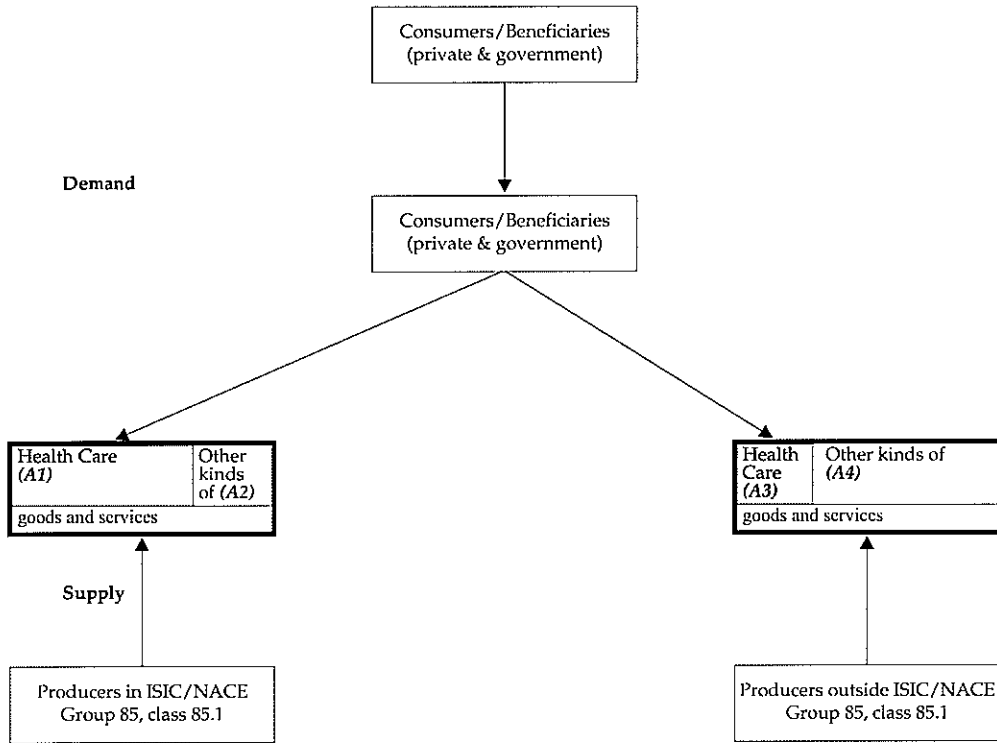 Consumers/Beneficiaries
(private & government)
Demand
Consumers/Beneficiaries
(private & government)
Health Care
(A1)
Other
kinds
of (A2)
goods and services
Health
Care
(A3)
Other kinds of
(A4)
goods and services
Supply
Producers in ISIC/NACE
Group 85, class 85.1
Producers outside ISIC/NACE
Group 85, class 85.1